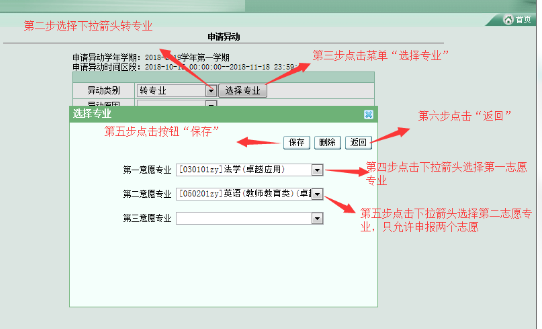 首页
第二步选择下拉箭头转专业
申请异动
申请异动学年学期：2018-2019学年第一学期
第三步点击菜单“选择专业”
申请异动时间区段：2018-10-15 00:00:00--2018-11-18 23:59:
异动类别 转专业 选择专业
异动原因
选择专业
第六步点击“返回”
第五步点击按钮“保存”
保存 删除 返回
第一意愿专业 [030101zy]法学(卓越应用)
第四步点击下拉箭头选择第一志愿
专业
第二意愿专业 [050201zy]英语(教师教育类)(卓越
第五步点击下拉箭头选择第二志愿专
业，只允许申报两个志愿
第三意愿专业